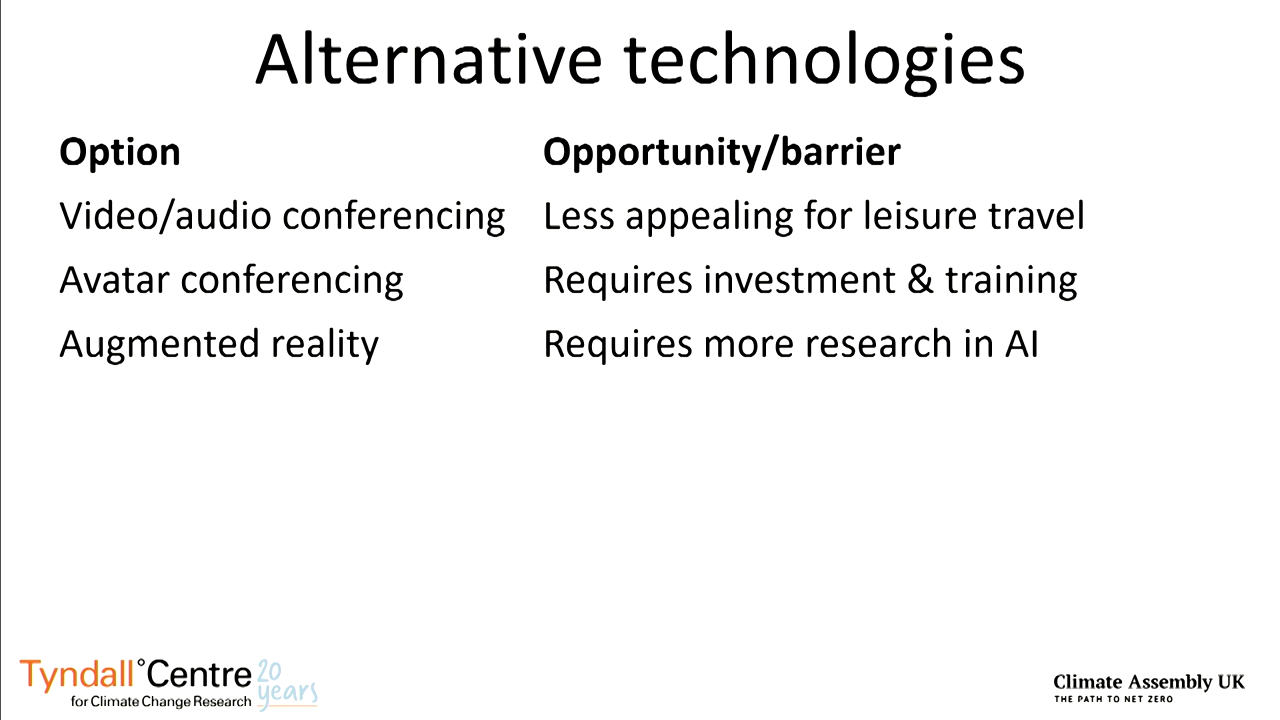 Alternative technologies
Option Opportunity/barrier
Video/audio conferencing Less appealing for leisure travel
Avatar conferencing Requires investment & training
Augmented reality Requires more research in AI
Tyndall°Centre 20
for Climate Change Research years
Climate Assembly UK
THE PATH TO NET ZERO